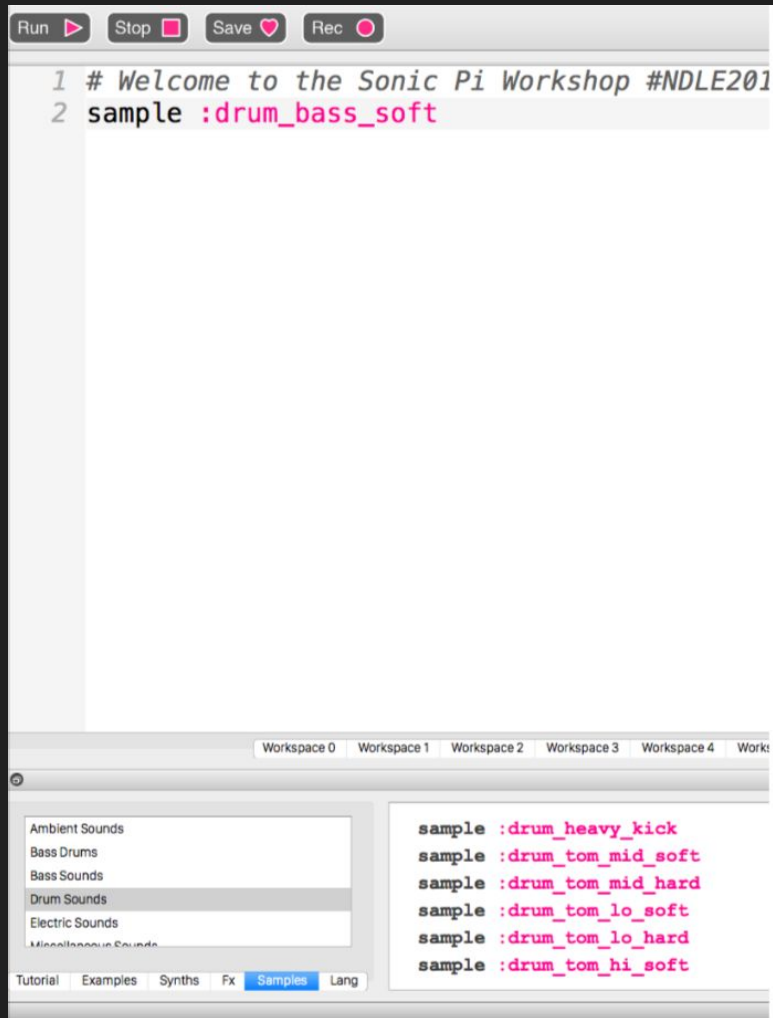 Run Stop Save Rec
1 # Welcome to the Sonic Pi Workshop #NDLE201
2 sample :drum_bass_soft
Workspace 0 Workspace 1 Workspace 2 Workspace 3 Workspace 4
Ambient Sounds
Bass Drums
Bass Sounds
Drum Sounds
Electric Sounds
Miscellaneous Sounds
Tutorial Examples Synths Fx Samples Lang
sample :drum_heavy_kick
sample :drum_tom_mid_soft
sample :drum_tom_mid_hard
sample :drum_tom_lo_soft
sample :drum_tom_lo_hard
sample :drum_tom_hi_soft